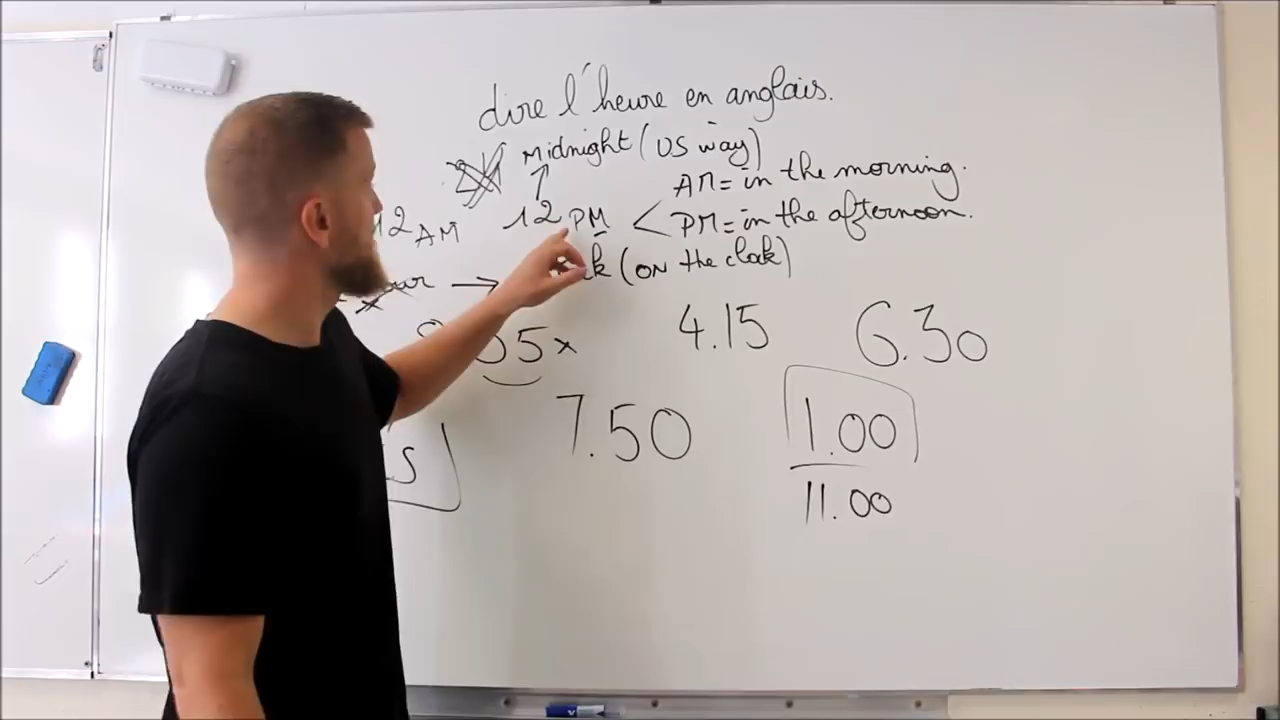 dire l'heure en anglais.
Midnight (US way)
AM = in the morning.
12 AM 12 PM < PM = in the afternoon.
→ (on the clock)
4.15 6.30
7.50 1.00
11.00